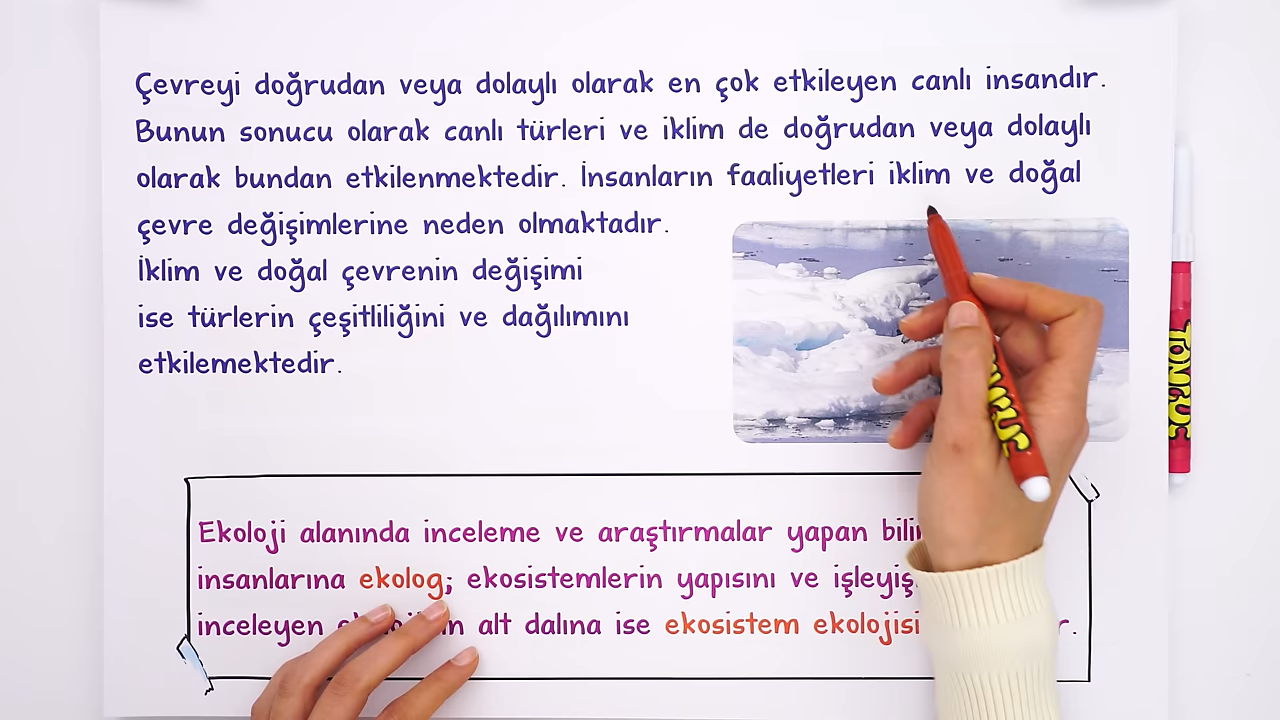 Çevreyi doğrudan veya dolaylı olarak en çok etkileyen canlı insandır.
Bunun sonucu olarak canlı türleri ve iklim de doğrudan veya dolaylı
olarak bundan etkilenmektedir. İnsanların faaliyetleri iklim ve doğal
çevre değişimlerine neden olmaktadır.
İklim ve doğal çevrenin değişimi
ise türlerin çeşitliliğini ve dağılımını
etkilemektedir.
Ekoloji alanında inceleme ve araştırmalar yapan
insanlarına ekolog; ekosistemlerin yapısını ve
inceleyen alt dalına ise ekosistem ekolojisi
TONGUÇ